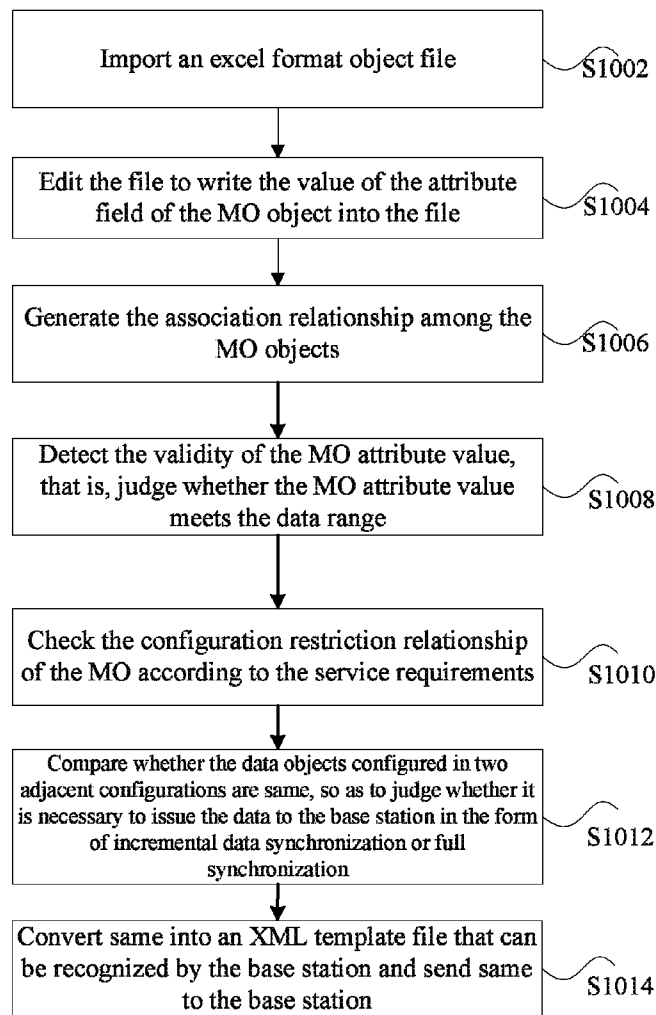 Import an excel format object file
S1002
Edit the file to write the value of the attribute
field of the MO object into the file
S1004
Generate the association relationship among the
MO objects
S1006
Detect the validity of the MO attribute value,
that is, judge whether the MO attribute value
meets the data range
S1008
Check the configuration restriction relationship
of the MO according to the service requirements
S1010
Compare whether the data objects configured in two
adjacent configurations are same, so as to judge whether it
is necessary to issue the data to the base station in the form
of incremental data synchronization or full
synchronization
S1012
Convert same into an XML template file that can
be recognized by the base station and send same
to the base station
S1014